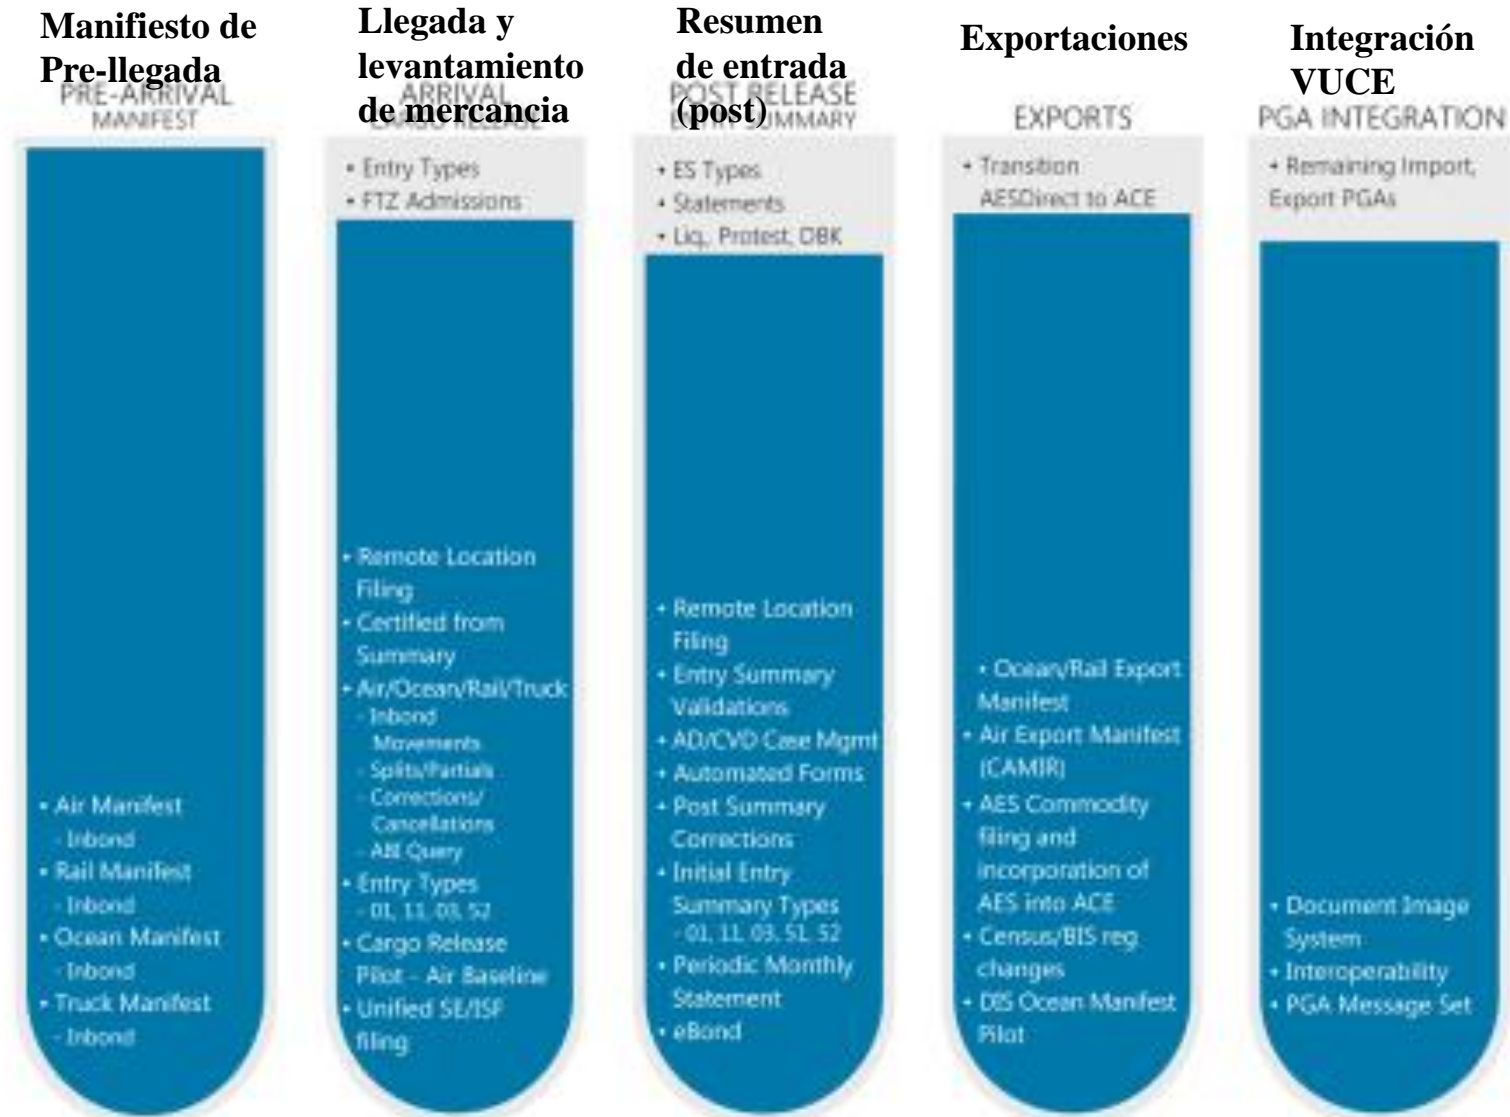 Manifiesto de
Pre-llegada
PRE-ARRIVAL
MANIFEST
• Air Manifest
- Inbond
• Rail Manifest
- Inbond
• Ocean Manifest
- Inbond
• Truck Manifest
- Inbond
Llegada y
levantamiento
de mercancia
ARRIVAL
CARGO RELEASE
• Entry Types
• FTZ Admissions
• Remote Location
Filing
• Certified from
Summary
• Air/Ocean/Rail/Truck
- Inbond
Movements
- Splits/Partials
- Corrections/
Cancellations
- ABI Query
• Entry Types
- 01, 11, 03, 52
• Cargo Release
Pilot – Air Baseline
• Unified SE/ISF
filing
Resumen
de entrada
(post)
POST RELEASE
ENTRY SUMMARY
• ES Types
• Statements
• Liq., Protest, DBK
• Remote Location
Filing
• Entry Summary
Validations
• AD/CVD Case Mgmt
• Automated Forms
• Post Summary
Corrections
• Initial Entry
Summary Types
- 01, 11, 03, 51, 52
• Periodic Monthly
Statement
• eBond
Exportaciones
EXPORTS
• Transition
AESDirect to ACE
• Ocean/Rail Export
Manifest
• Air Export Manifest
(CAMIR)
• AES Commodity
filing and
incorporation of
AES into ACE
• Census/BIS reg
changes
• DIS Ocean Manifest
Pilot
Integración
VUCE
PGA INTEGRATION
• Remaining Import,
Export PGAs
• Document Image
System
• Interoperability
• PGA Message Set